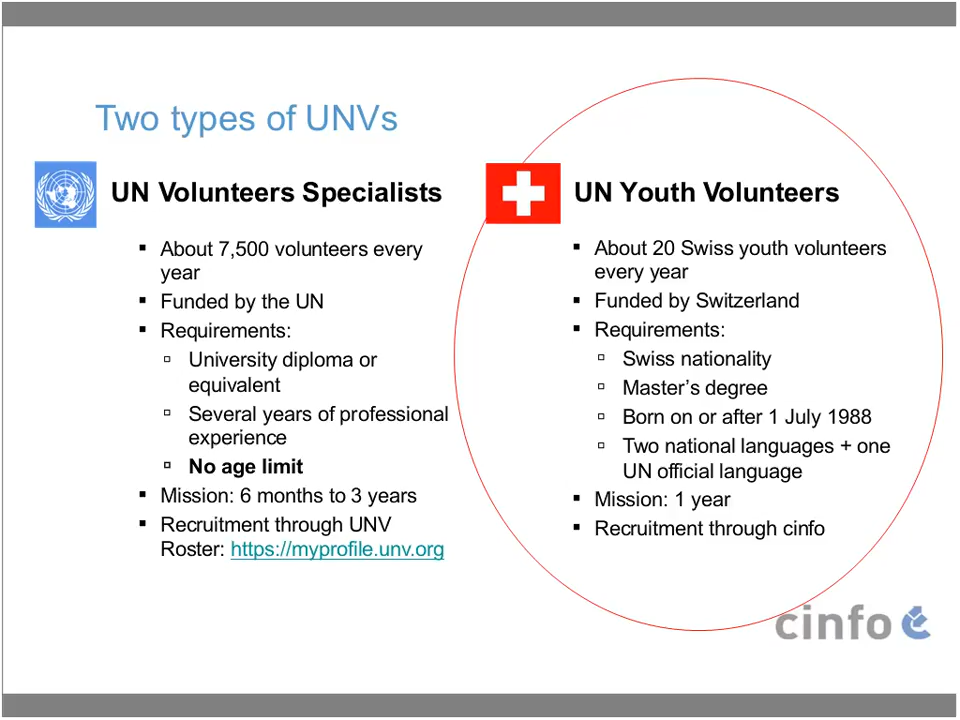 Two types of UNVs
UN Volunteers Specialists
▪ About 7,500 volunteers every
year
▪ Funded by the UN
▪ Requirements:
▫ University diploma or
equivalent
▫ Several years of professional
experience
▫ No age limit
▪ Mission: 6 months to 3 years
▪ Recruitment through UNV
Roster: https://myprofile.unv.org
UN Youth Volunteers
▪ About 20 Swiss youth volunteers
every year
▪ Funded by Switzerland
▪ Requirements:
▫ Swiss nationality
▫ Master’s degree
▫ Born on or after 1 July 1988
▫ Two national languages + one
UN official language
▪ Mission: 1 year
▪ Recruitment through cinfo
cinfo